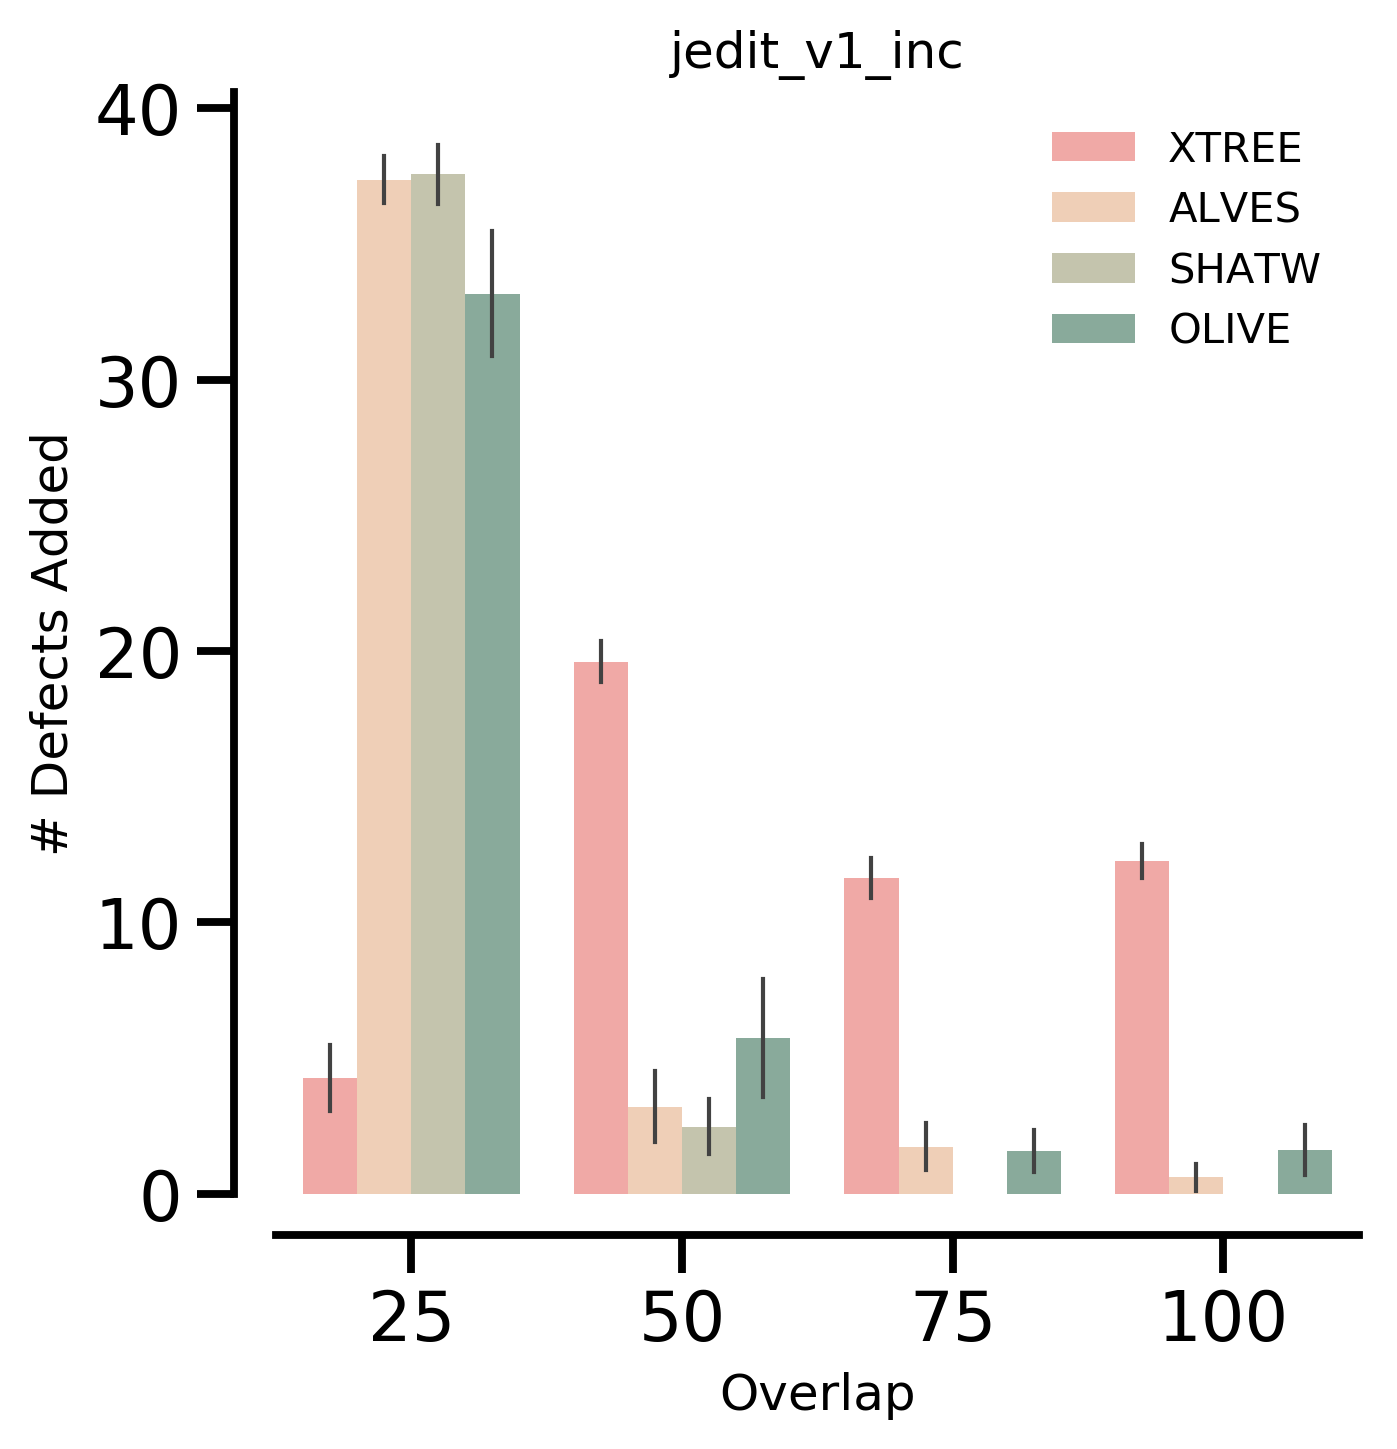 jedit_v1_inc
40
30
20
10
0
# Defects Added
XTREE
ALVES
SHATW
OLIVE
25 50 75 100
Overlap